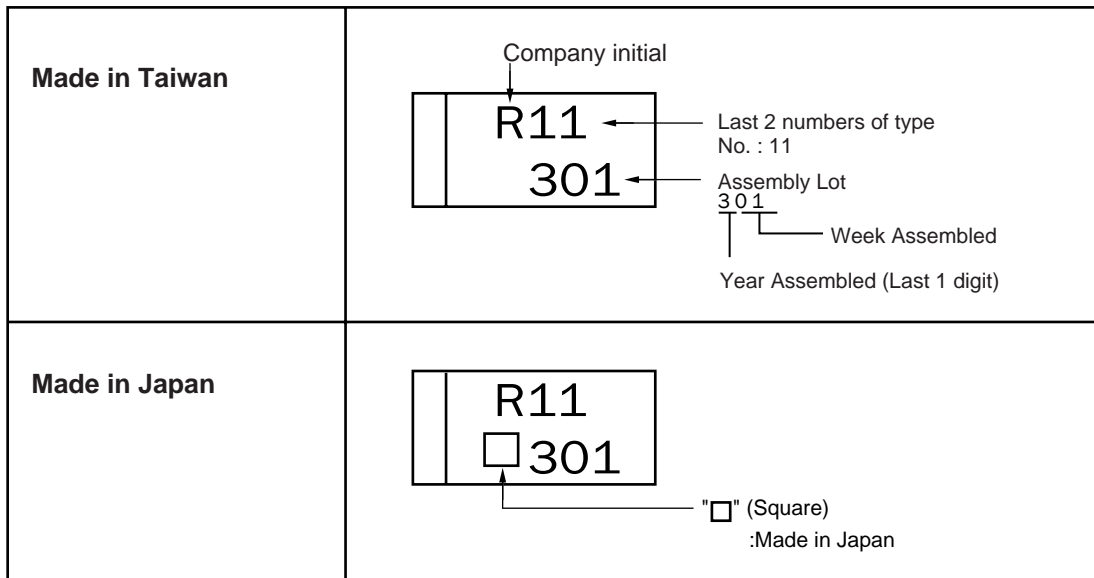 Made in Taiwan
Company initial
R11
301
Last 2 numbers of type
No. : 11
Assembly Lot
301
Week Assembled
Year Assembled (Last 1 digit)
Made in Japan
R11
□301
"□" (Square)
:Made in Japan